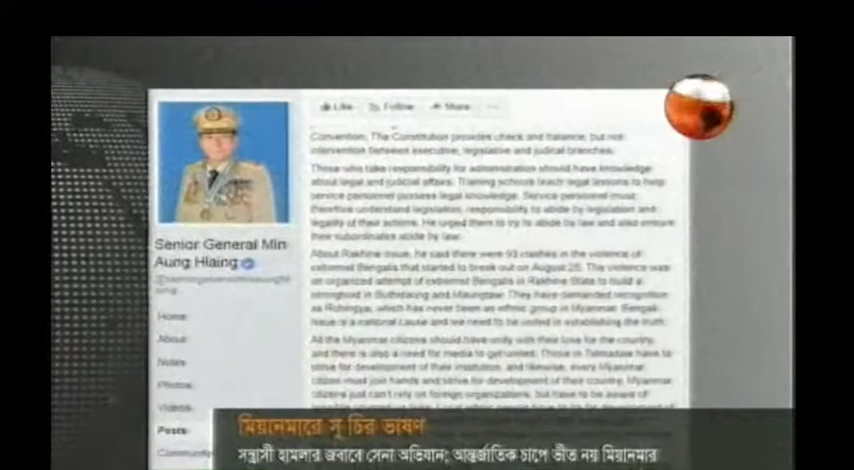 Like Follow Share
Convention. The Constitution provides check and balance, but not
intervention between executive, legislative and judicial branches.
Those who take responsibility for administration should have knowledge
about legal and judicial affairs. Training schools teach legal lessons to help
service personnel possess legal knowledge. Service personnel must
therefore understand legislation, responsibility to abide by legislation and
legality of their actions. He urged them to try to abide by law and also ensure
their subordinates abide by law.
Senior General Min
Aung Hlaing
About Rakhine issue, he said there were 93 clashes in the violence of
extremist Bengalis that started to break out on August 25. The violence was
an organized attempt of extremist Bengalis in Rakhine State to build a
stronghold in Buthidaung and Maungtaw. They have demanded recognition
as Rohingya, which has never been an ethnic group in Myanmar. Bengali
issue is a national cause and we need to be united in establishing the truth.
Home
About
Notes
Photos
Videos
Posts
Community
All the Myanmar citizens should have unity with their love for the country,
and there is also a need for media to get united. Those in Tatmadaw have to
strive for development of their institution, and likewise, every Myanmar
citizen must join hands and strive for development of their country. Myanmar
citizens just can't rely on foreign organizations, but have to be aware of
মিয়ানমারে সু চির ভাষণ
সন্ত্রাসী হামলার জবাবে সেনা অভিযান; আন্তর্জাতিক চাপে ভীত নয় মিয়ানমার